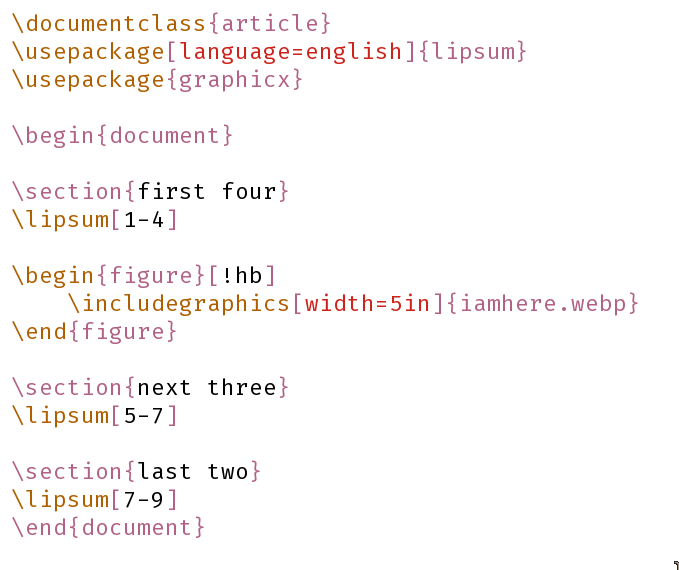 \documentclass{article}
\usepackage[language=english]{lipsum}
\usepackage{graphicx}
\begin{document}
\section{first four}
\lipsum[1-4]
\begin{figure}[!hb]
    \includegraphics[width=5in]{iamhere.webp}
\end{figure}
\section{next three}
\lipsum[5-7]
\section{last two}
\lipsum[7-9]
\end{document}